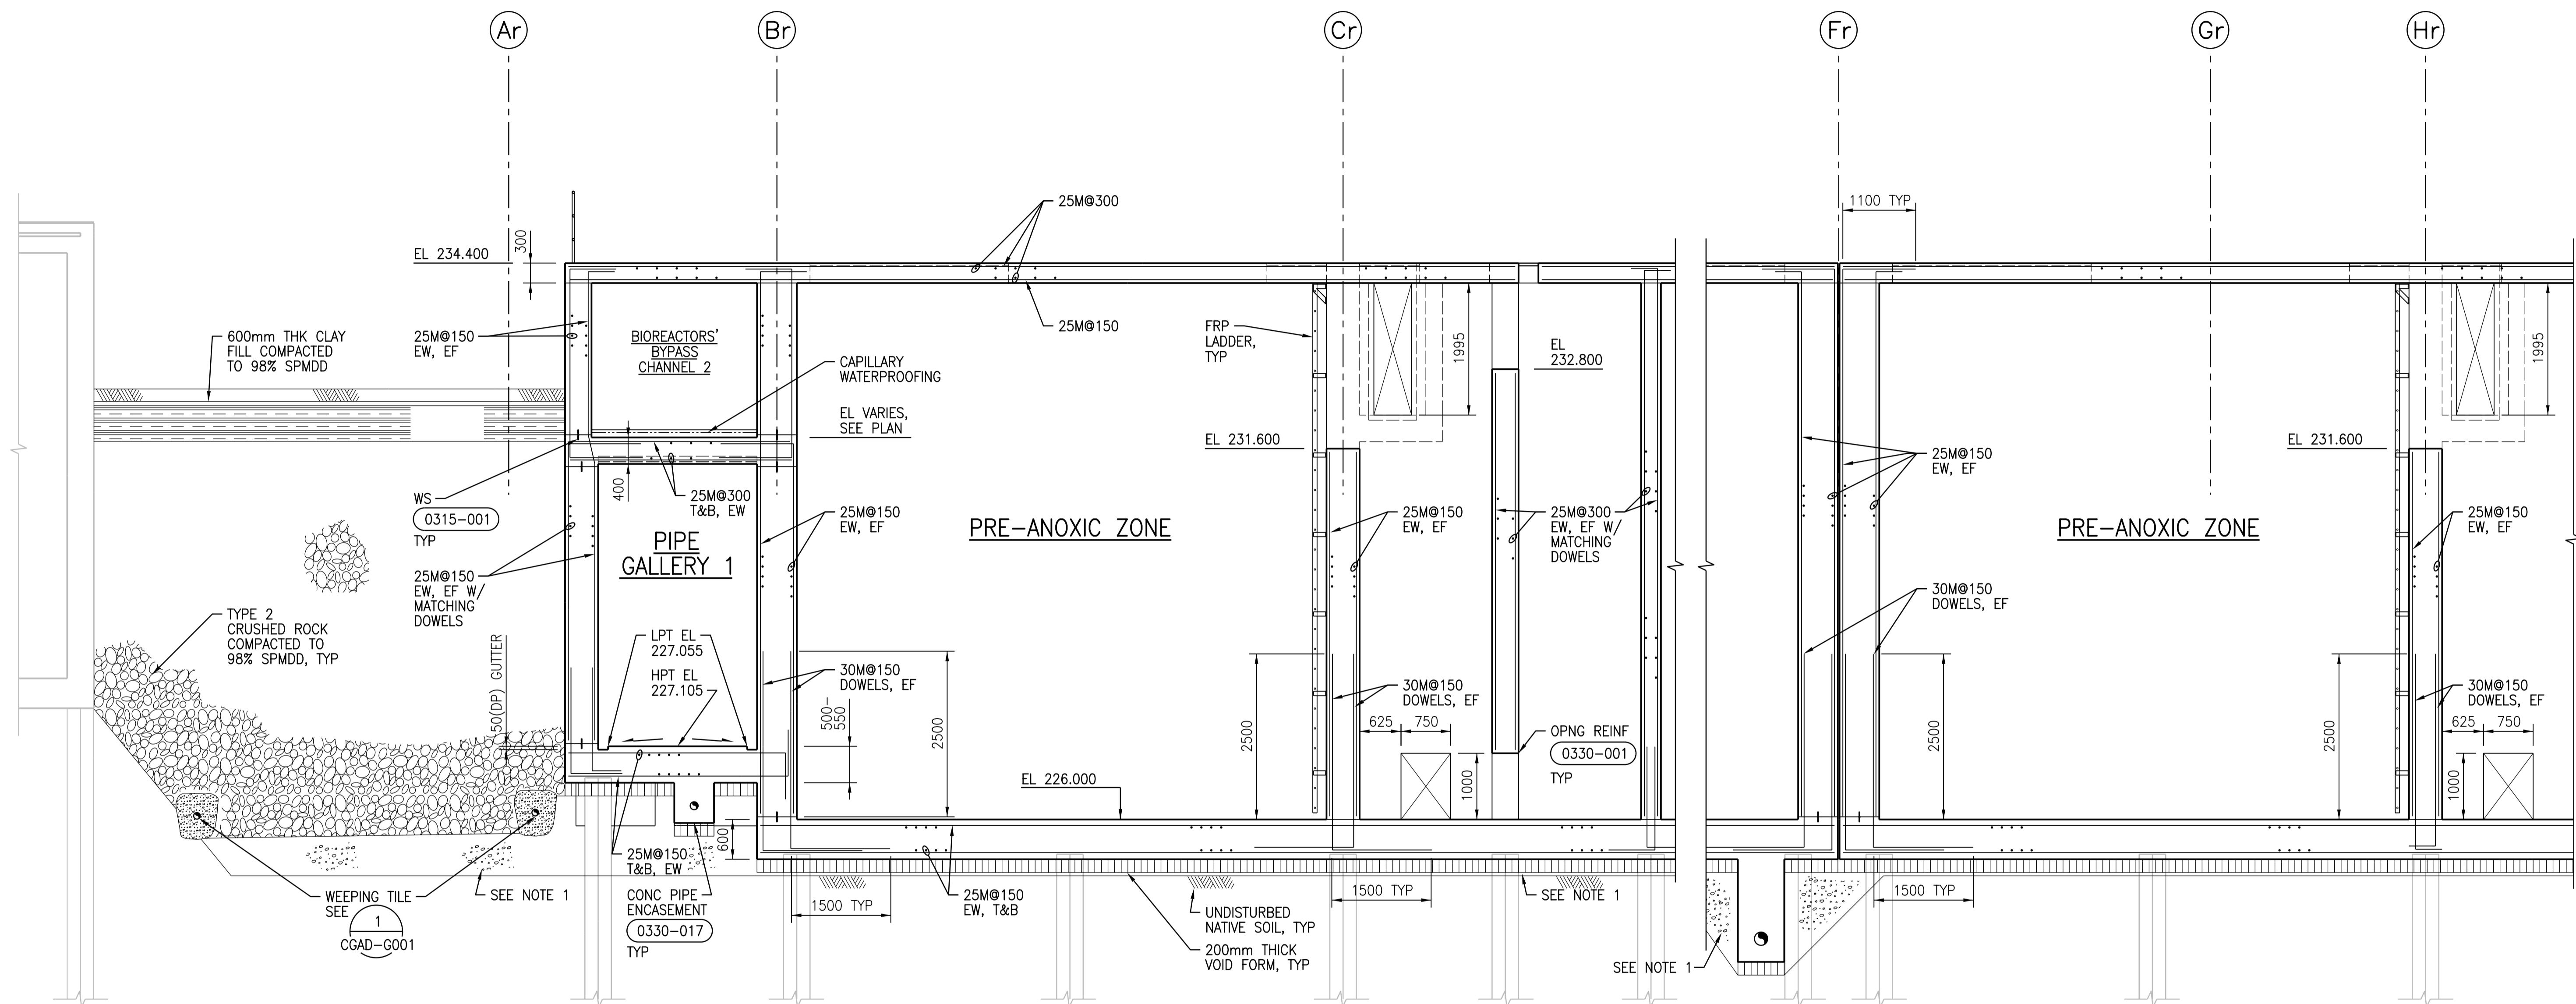 Ar
Br
Cr
Fr
Gr
Hr
25M@300
1100 TYP
EL 234.400
300
600mm THK CLAY
FILL COMPACTED
TO 98% SPMDD
25M@150
EW, EF
BIOREACTORS'
BYPASS
CHANNEL 2
25M@150
CAPILLARY
WATERPROOFING
EL VARIES,
SEE PLAN
FRP
LADDER,
TYP
1995
EL
232.800
1995
EL 231.600
25M@150
EW, EF
EL 231.600
400
WS
0315-001
TYP
25M@300
T&B, EW
25M@150
EW, EF
PRE-ANOXIC ZONE
25M@150
EW, EF
25M@300
EW, EF W/
MATCHING
DOWELS
PRE-ANOXIC ZONE
25M@150
EW, EF
PIPE
GALLERY 1
25M@150
EW, EF W/
MATCHING
DOWELS
TYPE 2
CRUSHED ROCK
COMPACTED TO
98% SPMDD, TYP
30M@150
DOWELS, EF
LPT EL
227.055
HPT EL
227.105
50(DP) GUTTER
30M@150
DOWELS, EF
500-
550
2500
2500
30M@150
DOWELS, EF
625
750
1000
OPNG REINF
0330-001
TYP
2500
2500
30M@150
DOWELS, EF
625
750
1000
EL 226.000
600
25M@150
T&B, EW
CONC PIPE
ENCASEMENT
0330-017
TYP
WEEPING TILE
SEE
1
CGAD-G001
SEE NOTE 1
1500 TYP
25M@150
EW, T&B
UNDISTURBED
NATIVE SOIL, TYP
200mm THICK
VOID FORM, TYP
1500 TYP
SEE NOTE 1
SEE NOTE 1
1500 TYP